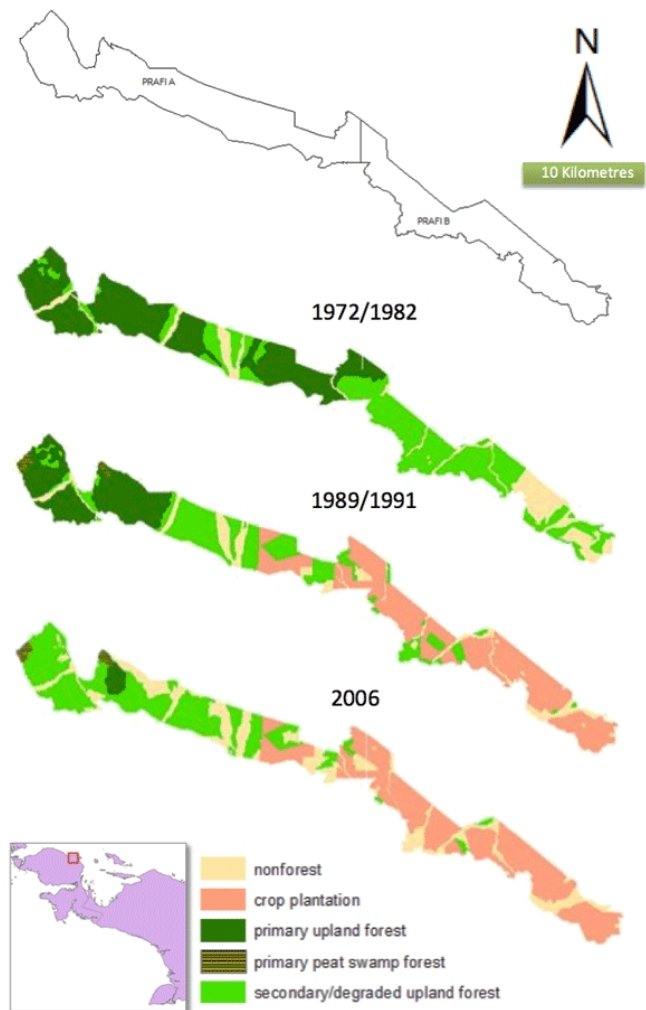 N
PRAFI A
10 Kilometres
PRAFI B
1972/1982
1989/1991
2006
nonforest
crop plantation
primary upland forest
primary peat swamp forest
secondary/degraded upland forest